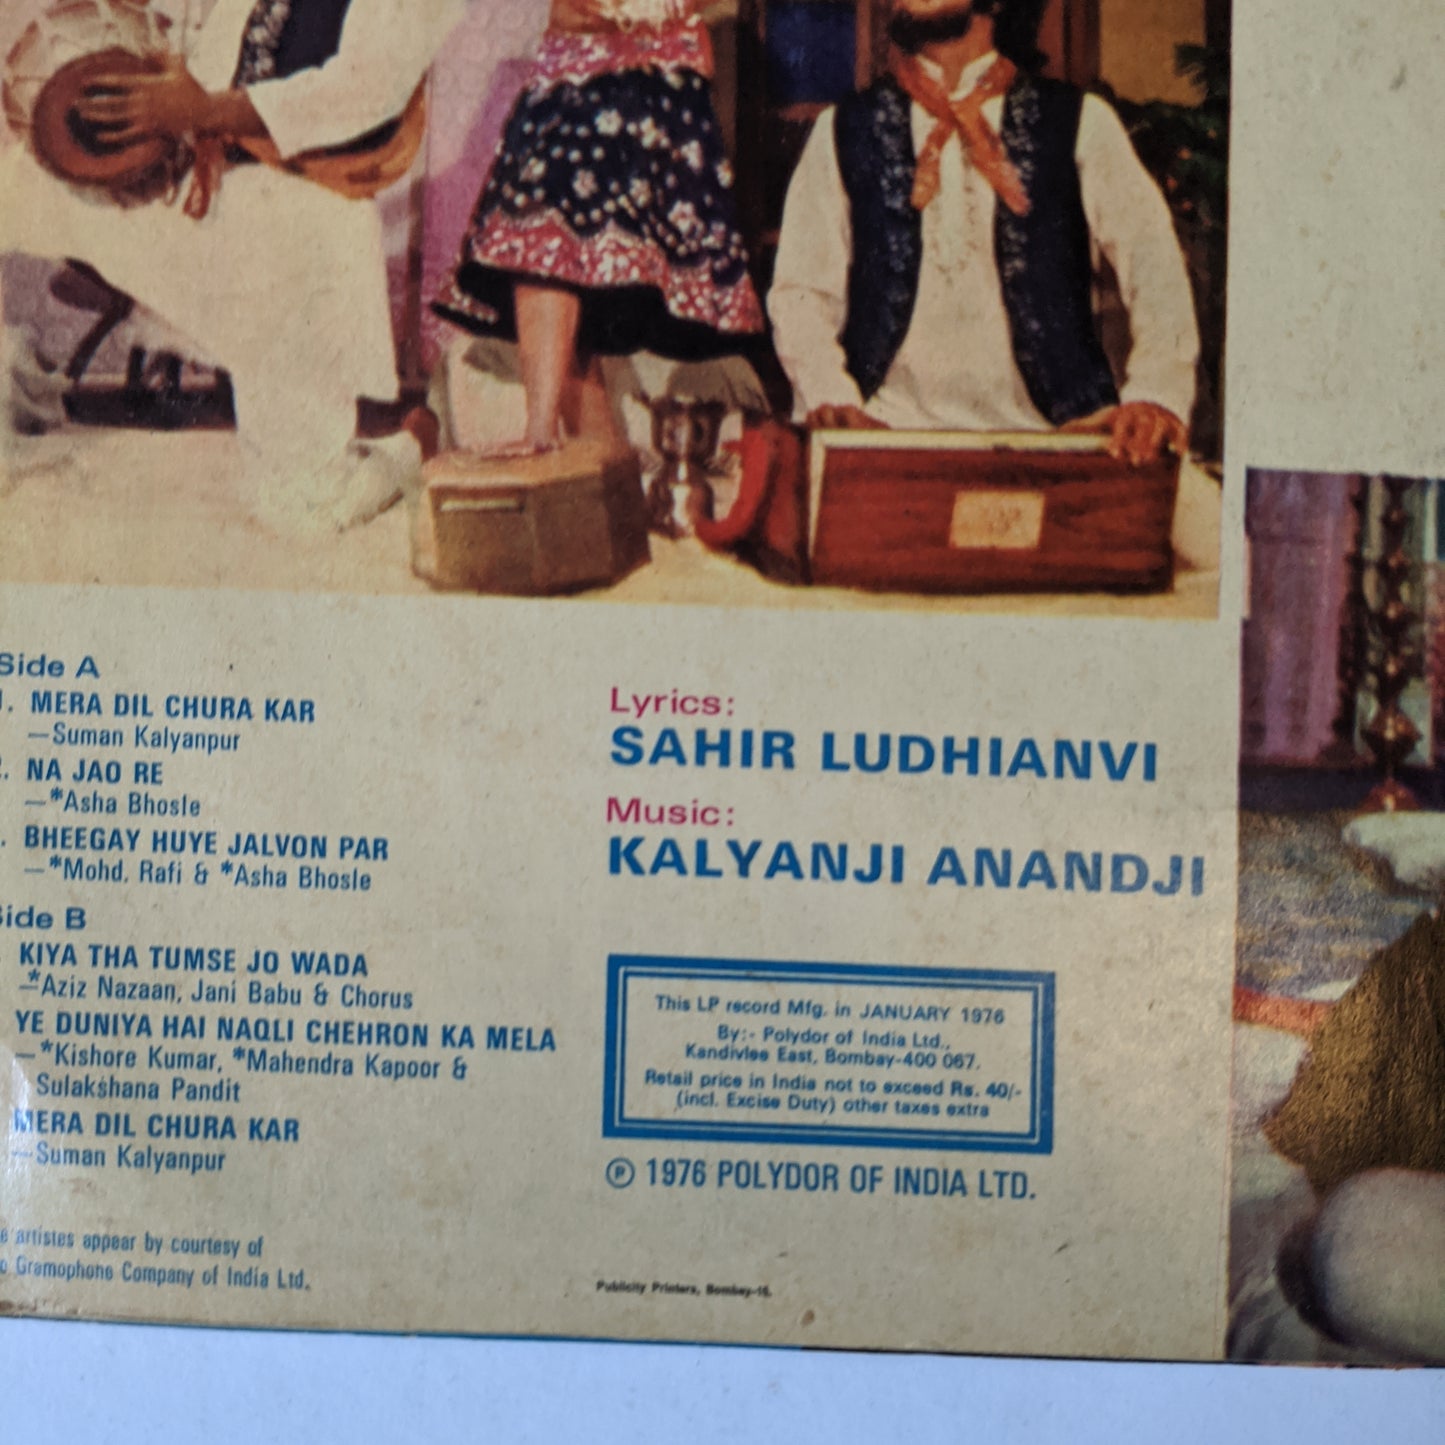 Side A
1. MERA DIL CHURA KAR
—Suman Kalyanpur
. NA JAO RE
—*Asha Bhosle
. BHEEGAY HUYE JALVON PAR
—*Mohd. Rafi & *Asha Bhosle
Side B
KIYA THA TUMSE JO WADA
—*Aziz Nazaan, Jani Babu & Chorus
YE DUNIYA HAI NAQLI CHEHRON KA MELA
—*Kishore Kumar, *Mahendra Kapoor &
Sulakshana Pandit
MERA DIL CHURA KAR
—Suman Kalyanpur
artistes appear by courtesy of
Gramophone Company of India Ltd.
Lyrics:
SAHIR LUDHIANVI
Music:
KALYANJI ANANDJI
This LP record Mfg. in JANUARY 1976
By:- Polydor of India Ltd.,
Kandivlee East, Bombay-400 067.
Retail price in India not to exceed Rs. 40/-
(incl. Excise Duty) other taxes extra
℗ 1976 POLYDOR OF INDIA LTD.
Publicity Printers, Bombay-16.